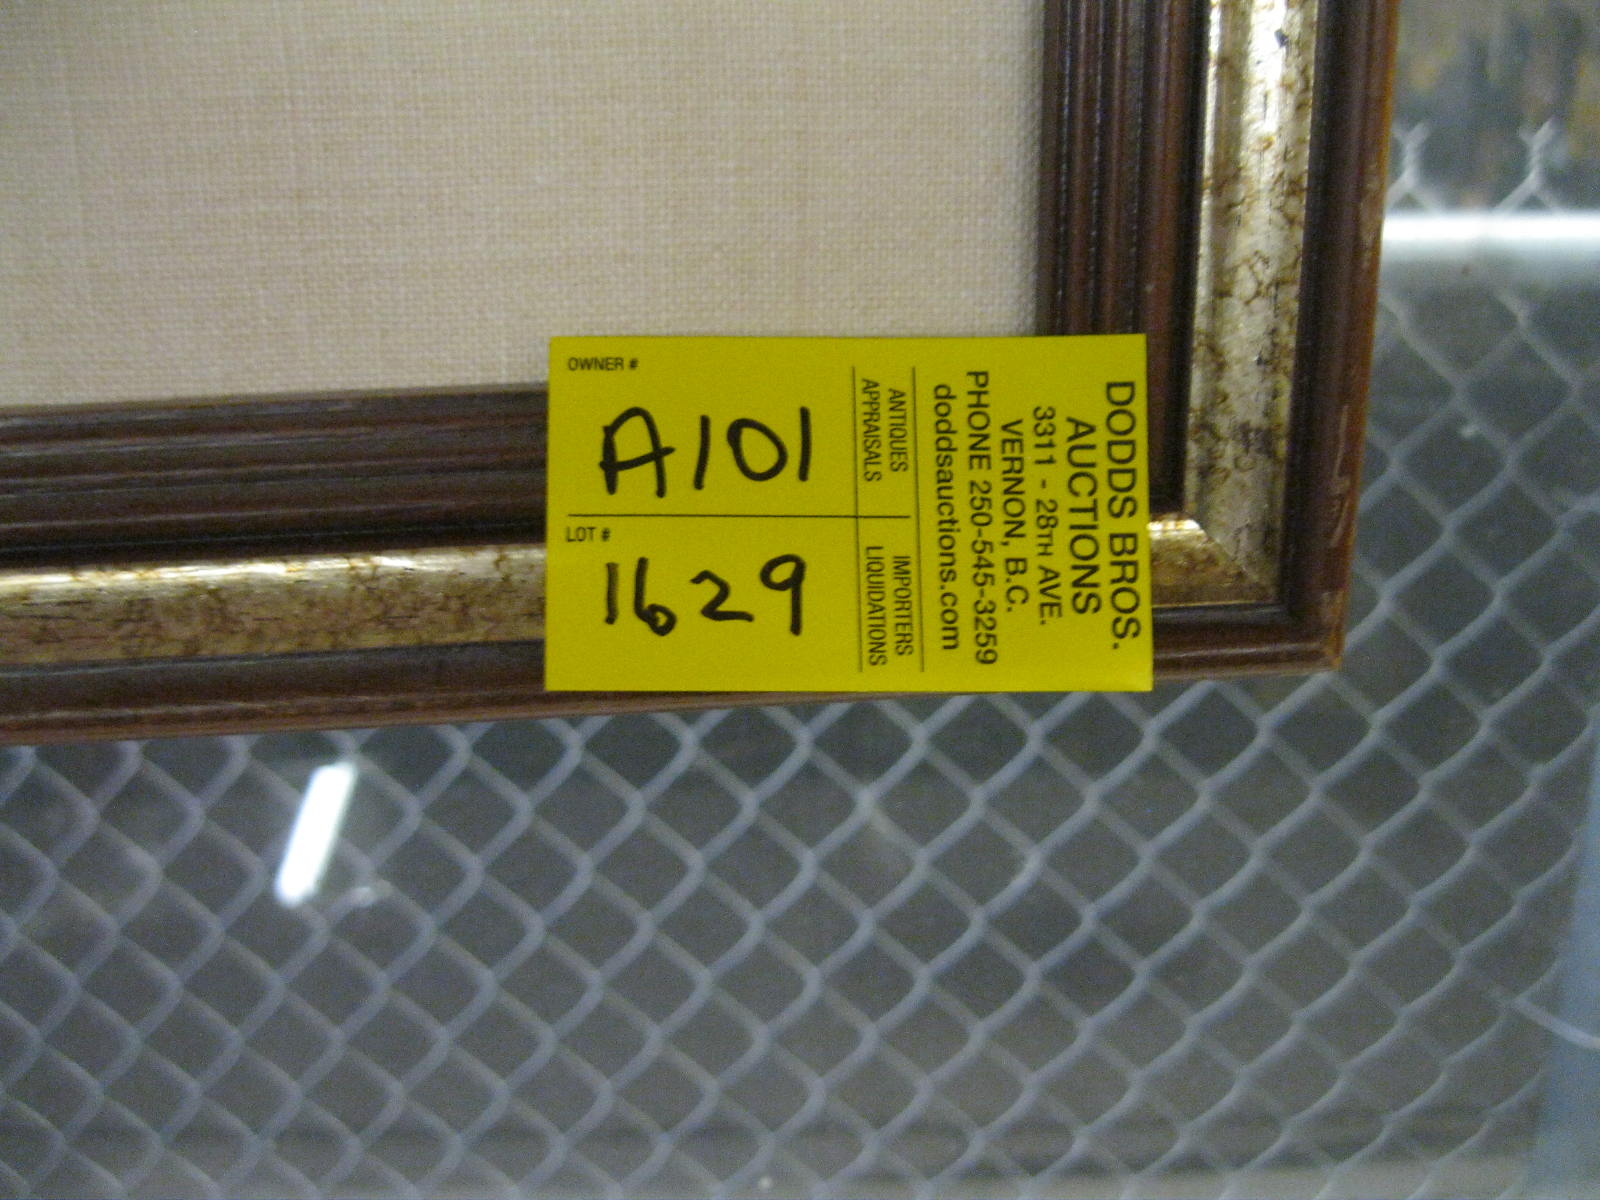 OWNER #
A101
LOT #
1629
DODDS BROS.
AUCTIONS
3311 - 28TH AVE.
VERNON, B.C.
PHONE 250-545-3259
doddsauctions.com
ANTIQUES
APPRAISALS
IMPORTERS
LIQUIDATIONS